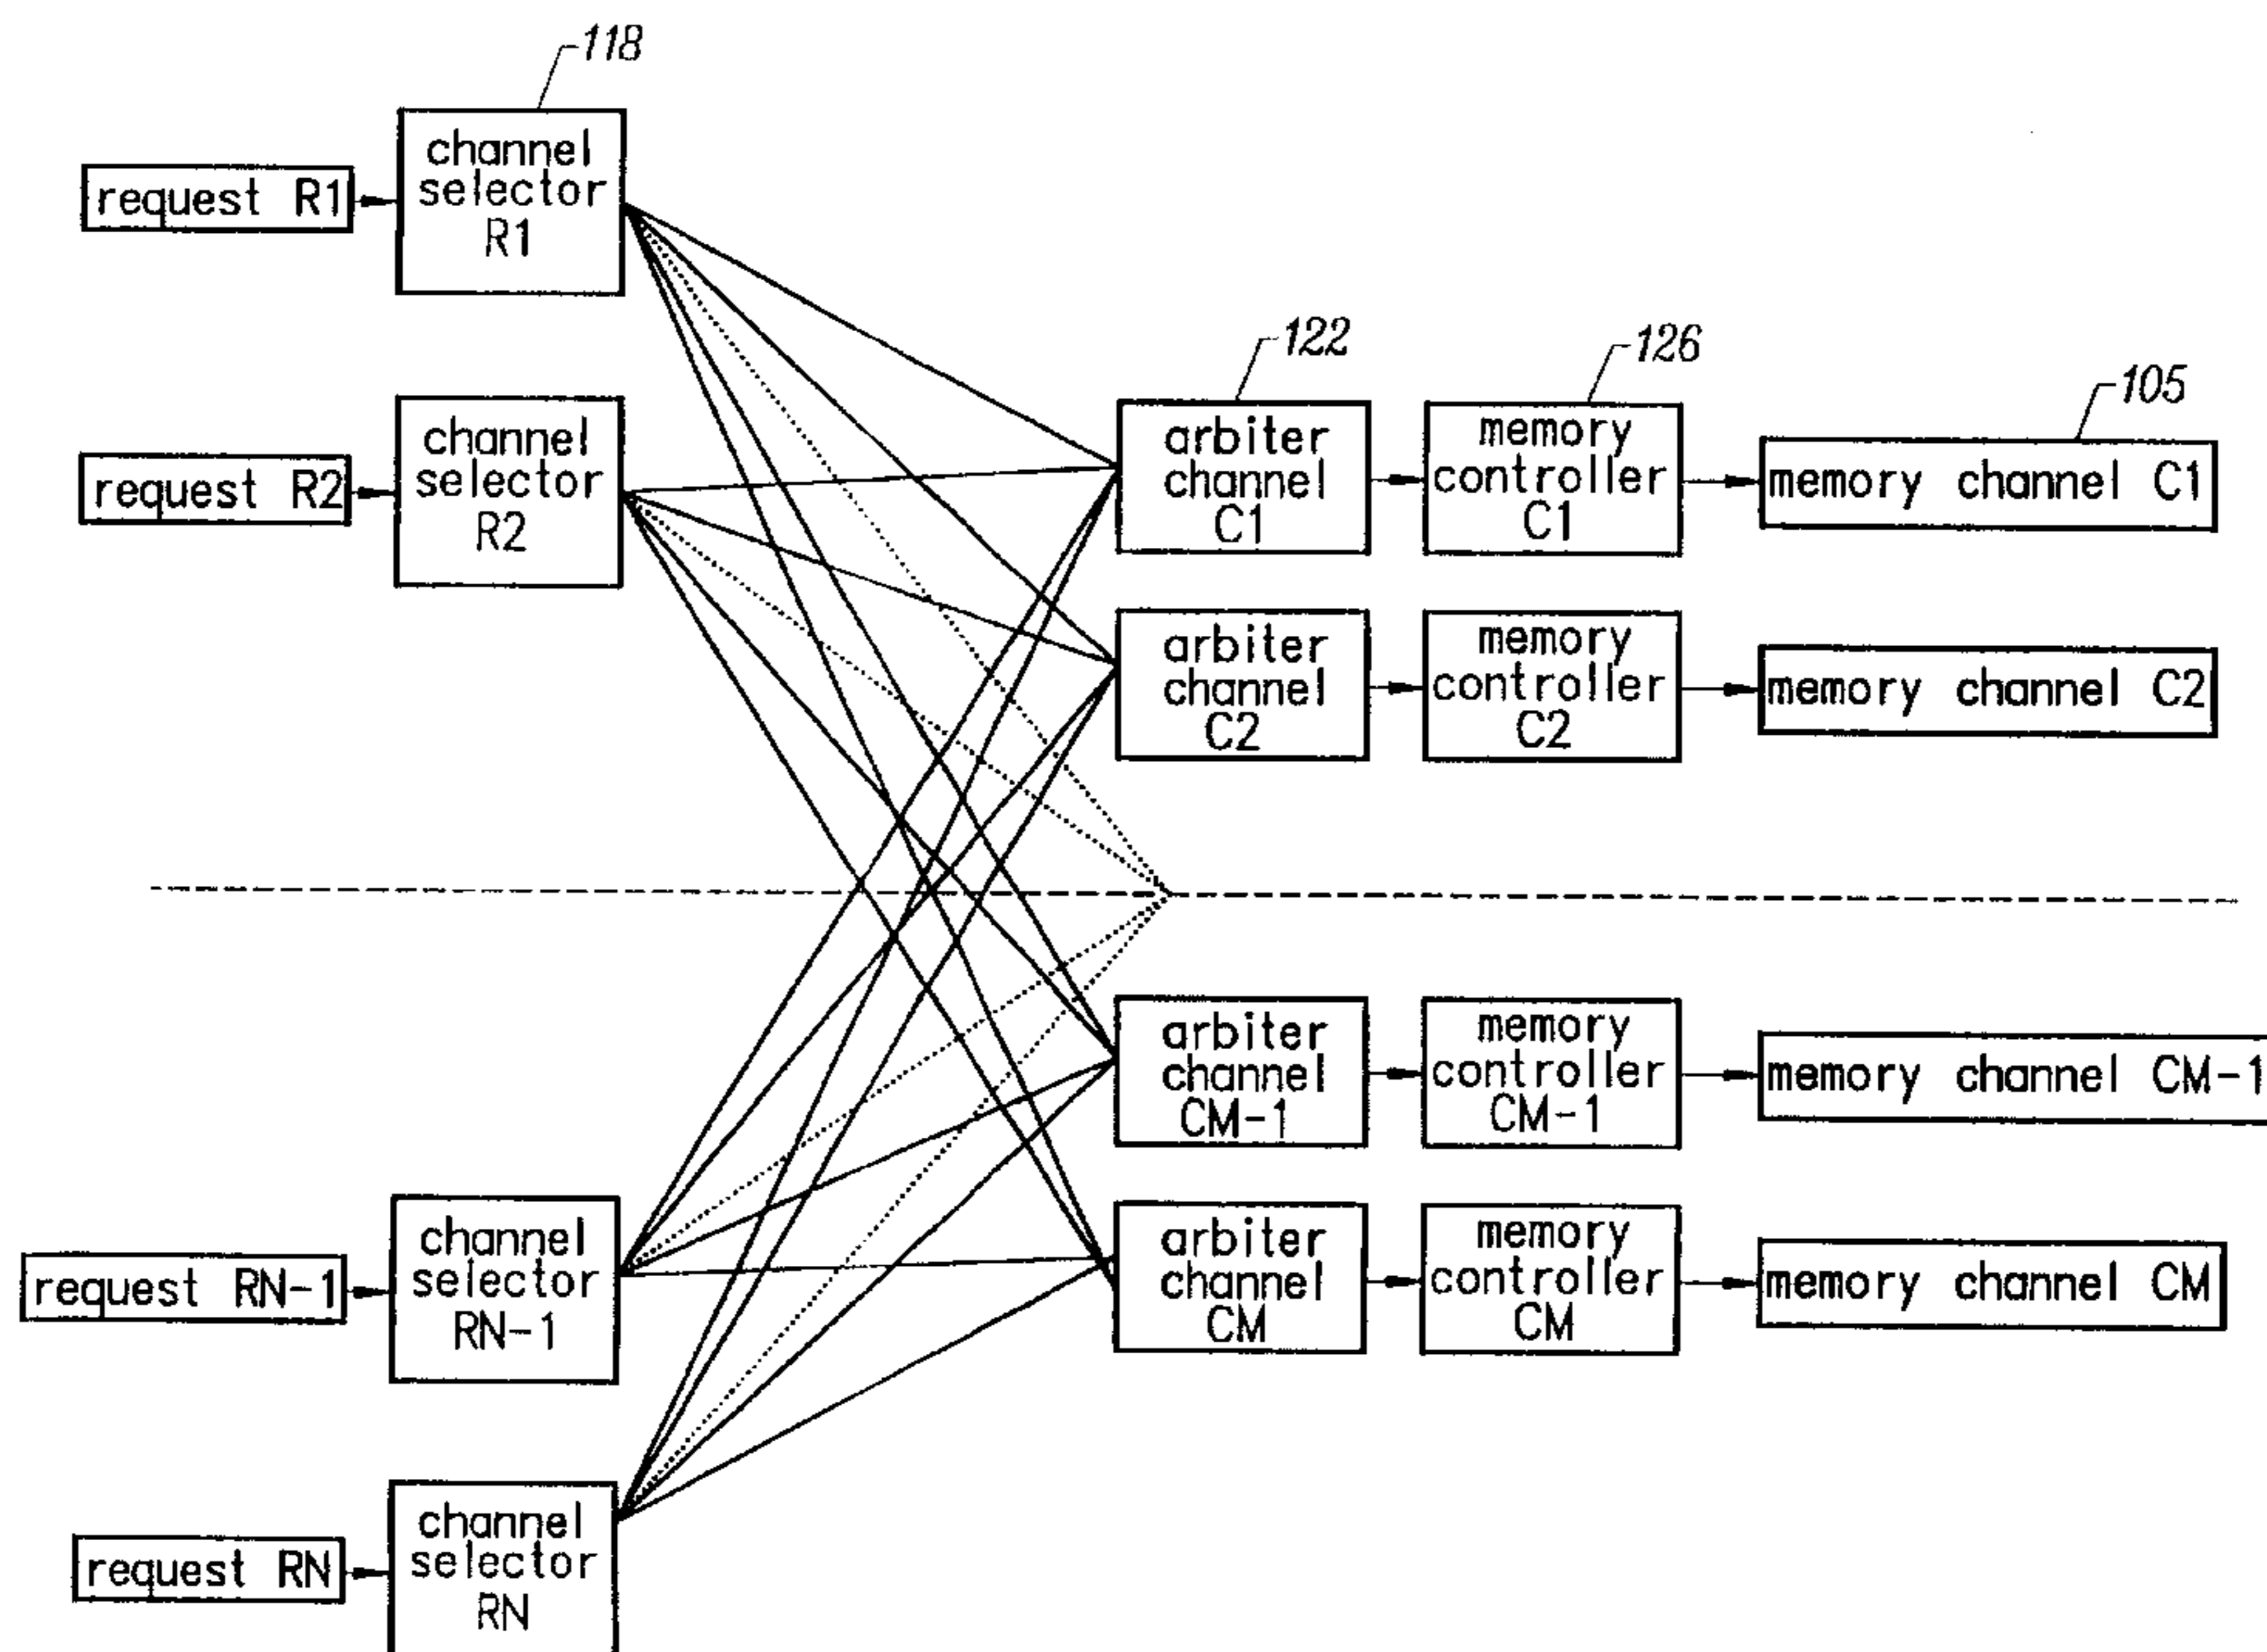 118
channel
selector
R1
request R1
122
126
105
channel
selector
R2
request R2
arbiter
channel
C1
memory
controller
C1
memory channel C1
arbiter
channel
C2
memory
controller
C2
memory channel C2
arbiter
channel
CM-1
memory
controller
CM-1
memory channel CM-1
channel
selector
RN-1
request RN-1
arbiter
channel
CM
memory
controller
CM
memory channel CM
channel
selector
RN
request RN